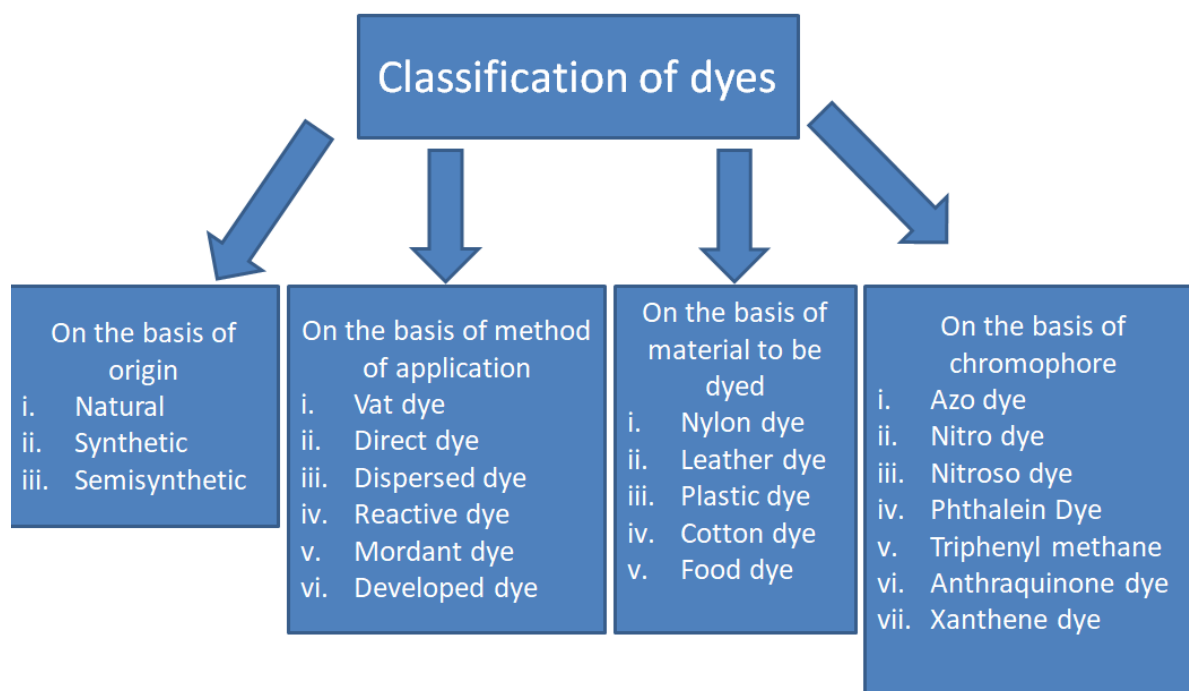 Classification of dyes
On the basis of
origin
i. Natural
ii. Synthetic
iii. Semisynthetic
On the basis of method
of application
i. Vat dye
ii. Direct dye
iii. Dispersed dye
iv. Reactive dye
v. Mordant dye
vi. Developed dye
On the basis of
material to be
dyed
i. Nylon dye
ii. Leather dye
iii. Plastic dye
iv. Cotton dye
v. Food dye
On the basis of
chromophore
i. Azo dye
ii. Nitro dye
iii. Nitroso dye
iv. Phthalein Dye
v. Triphenyl methane
vi. Anthraquinone dye
vii. Xanthene dye